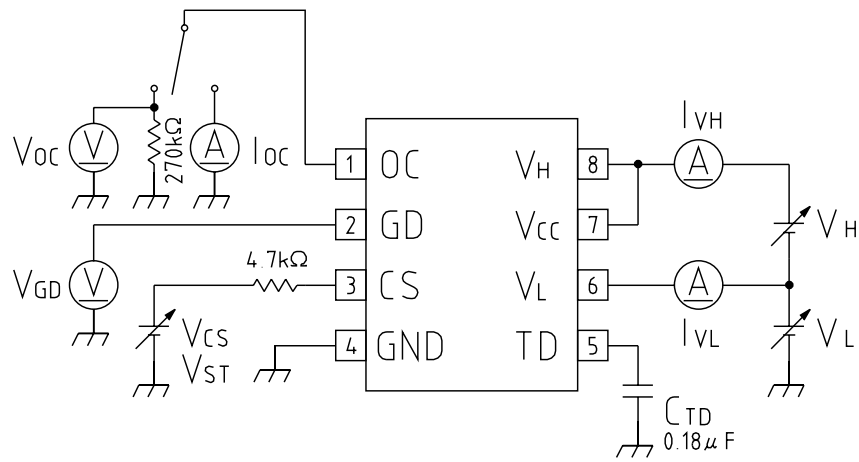 IVH
VOC
V
270kΩ
A
IOC
1
OC
VH
8
A
2
GD
VCC
7
VH
VGD
V
4.7kΩ
3
CS
VL
6
A
IVL
VCS
VST
4
GND
TD
5
VL
CTD
0.18μF